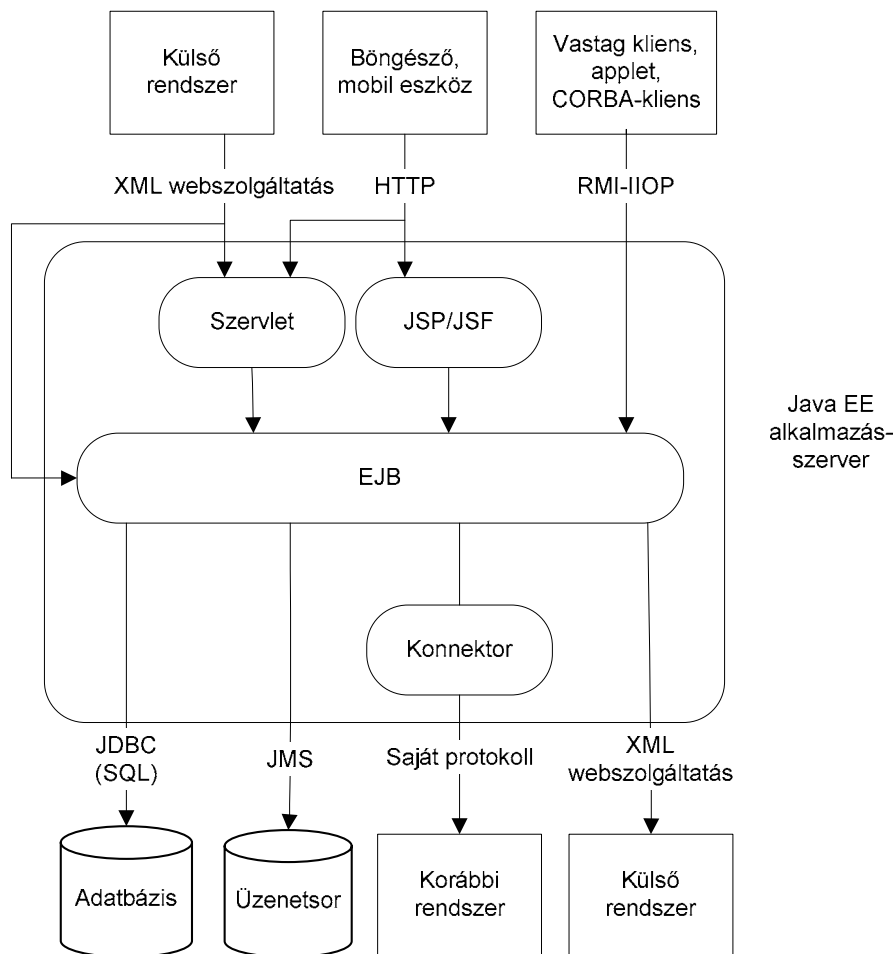 Külső
rendszer
Böngésző,
mobil eszköz
Vastag kliens,
applet,
CORBA-kliens
XML webszolgáltatás
HTTP
RMI-IIOP
Szervlet
JSP/JSF
Java EE
alkalmazás-
szerver
EJB
Konnektor
JDBC
(SQL)
JMS
Saját protokoll
XML
webszolgáltatás
Adatbázis
Üzenetsor
Korábbi
rendszer
Külső
rendszer